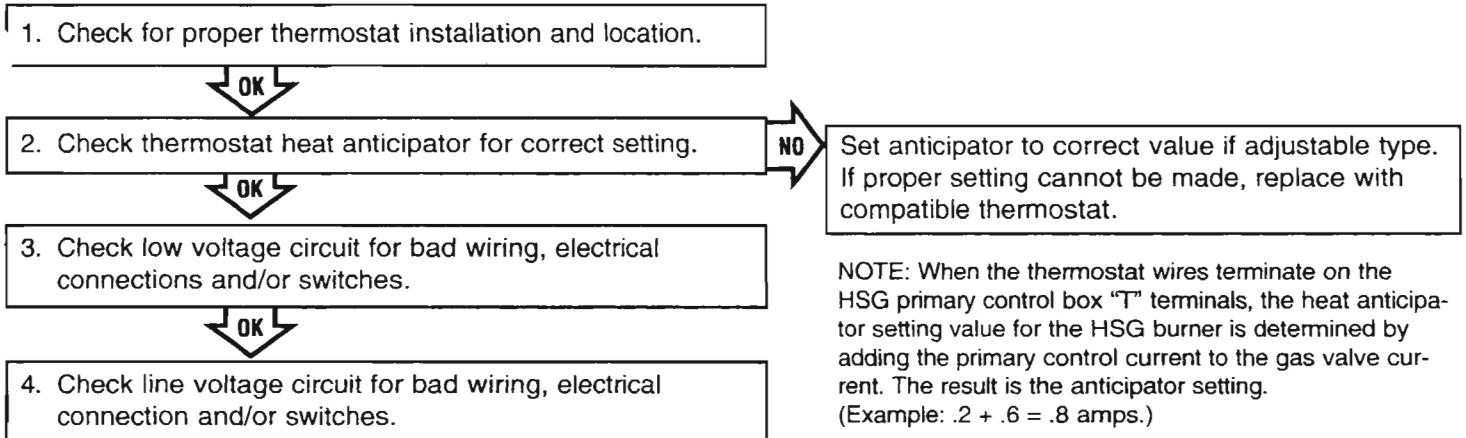 1. Check for proper thermostat installation and location.
OK
2. Check thermostat heat anticipator for correct setting.
NO
Set anticipator to correct value if adjustable type.
If proper setting cannot be made, replace with
compatible thermostat.
OK
3. Check low voltage circuit for bad wiring, electrical
connections and/or switches.
OK
4. Check line voltage circuit for bad wiring, electrical
connection and/or switches.
NOTE: When the thermostat wires terminate on the
HSG primary control box “T” terminals, the heat anticipa-
tor setting value for the HSG burner is determined by
adding the primary control current to the gas valve cur-
rent. The result is the anticipator setting.
(Example: .2 + .6 = .8 amps.)